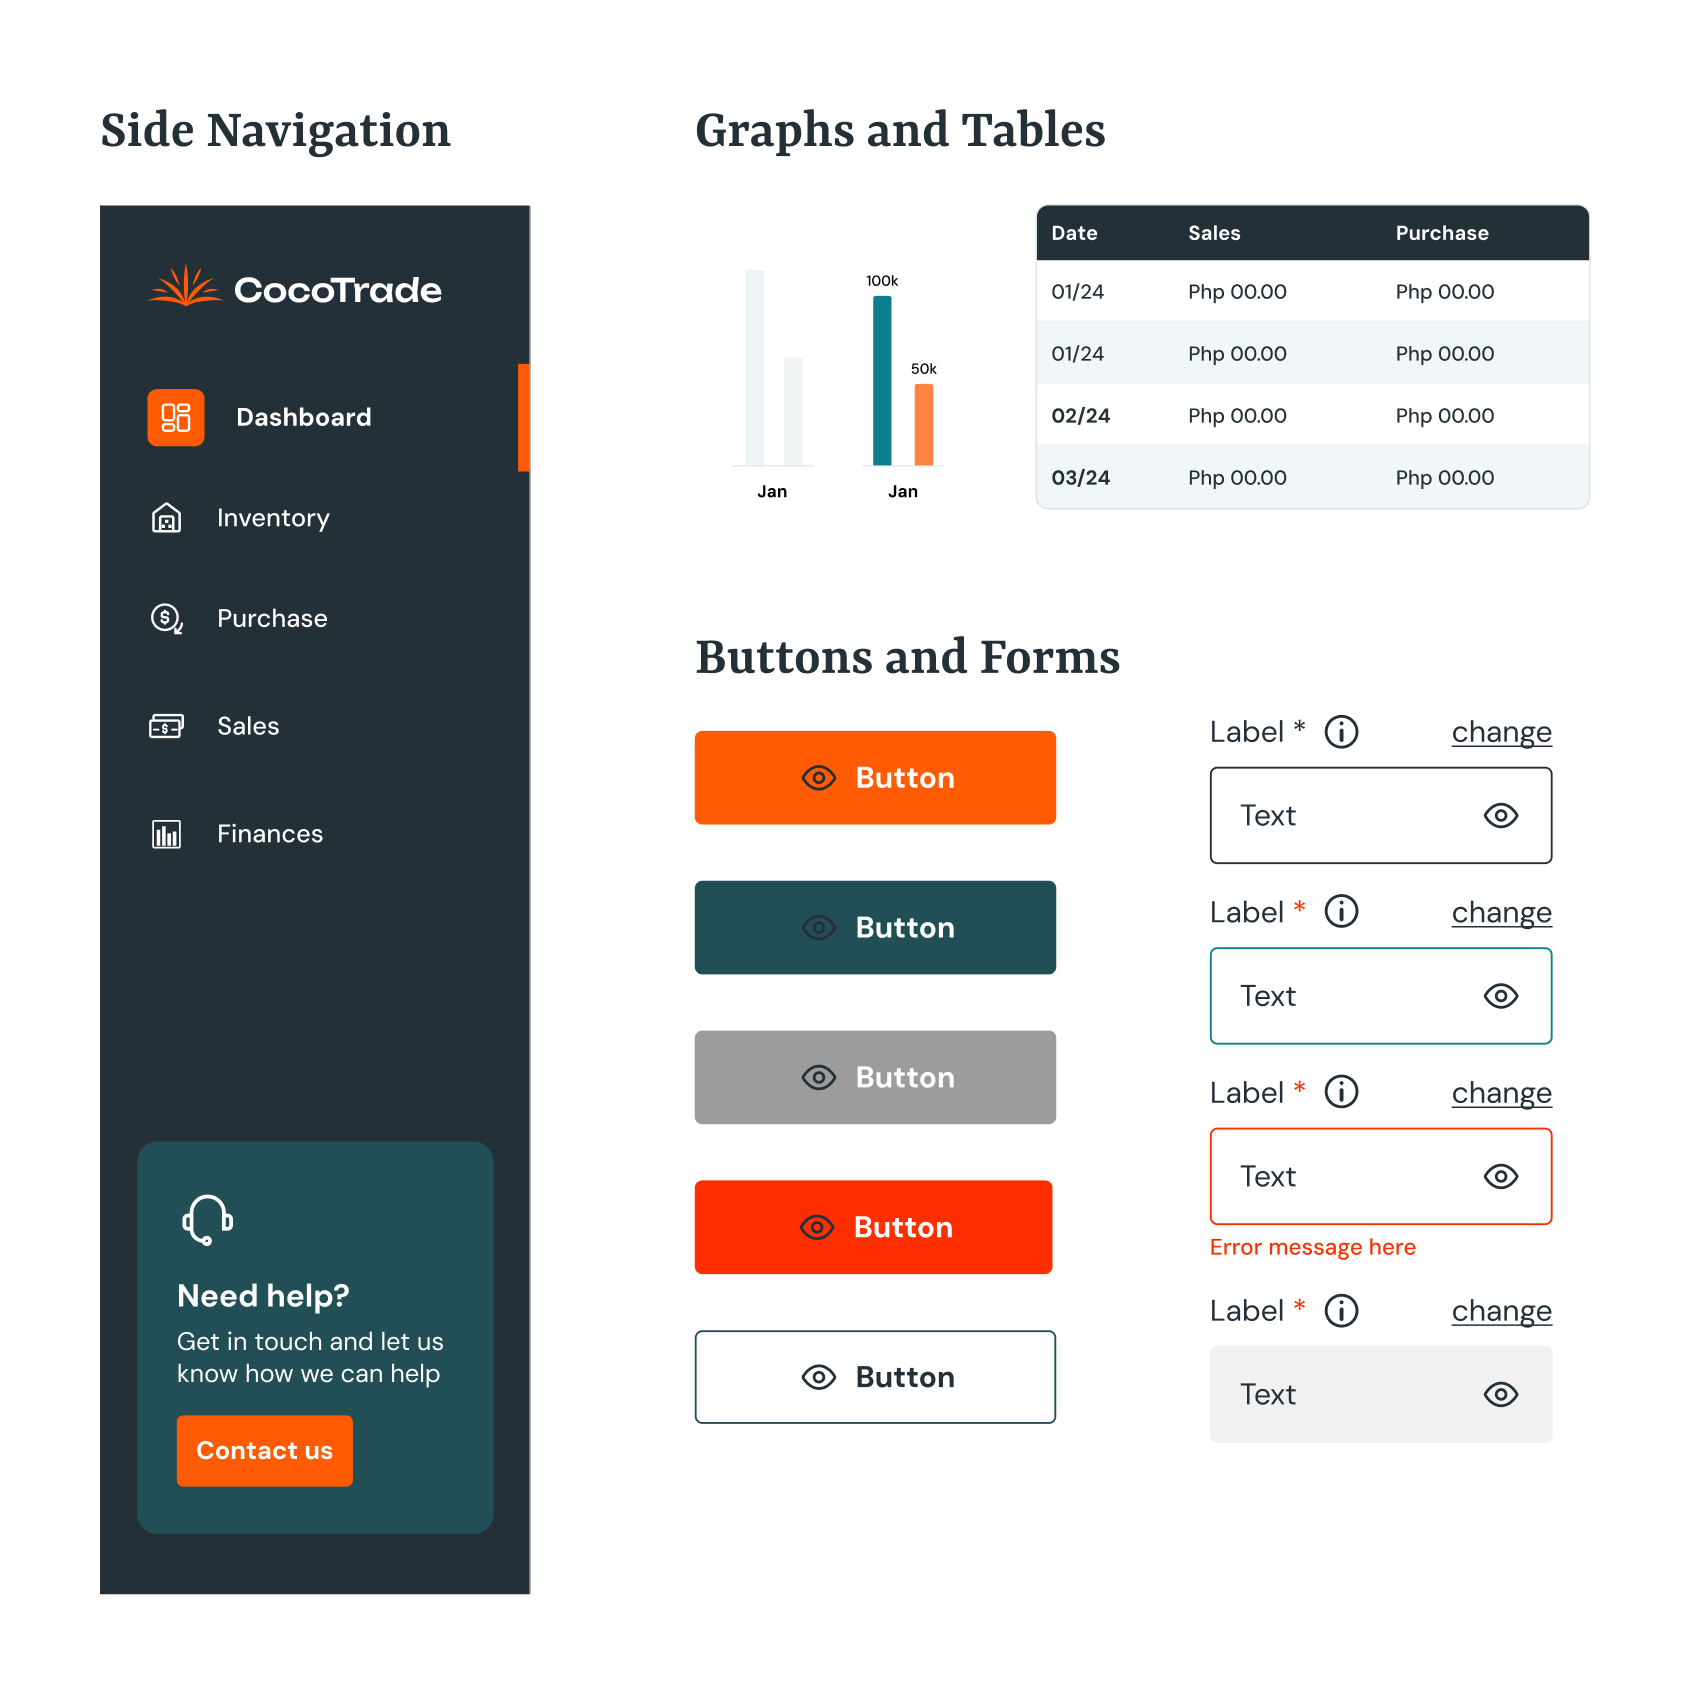 Side Navigation
CocoTrade
Dashboard
Inventory
Purchase
Sales
Finances
Need help?
Get in touch and let us
know how we can help
Contact us
Graphs and Tables
Jan
100k
50k
Jan
Date Sales Purchase
01/24 Php 00.00 Php 00.00
01/24 Php 00.00 Php 00.00
02/24 Php 00.00 Php 00.00
03/24 Php 00.00 Php 00.00
Buttons and Forms
Button
Button
Button
Button
Button
Label * change
Text
Label * change
Text
Label * change
Text
Error message here
Label * change
Text